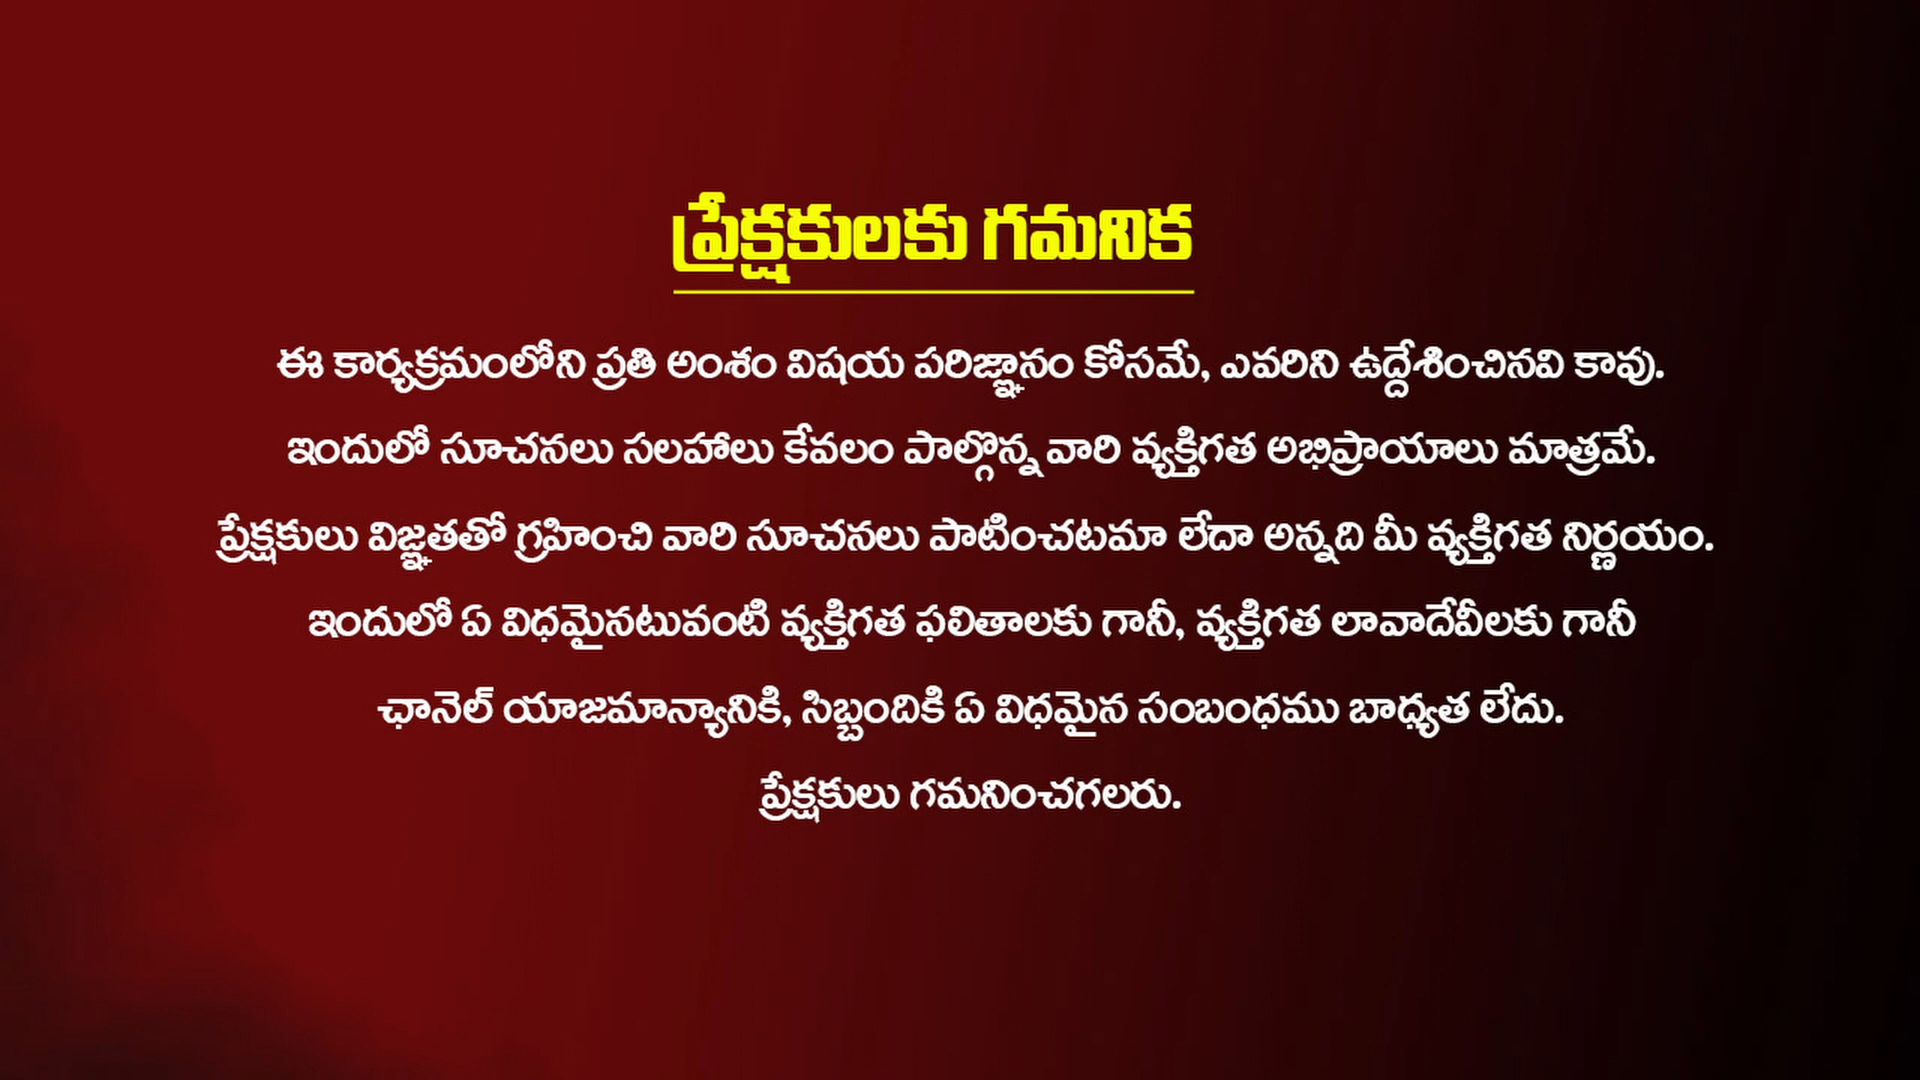 ప్రేక్షకులకు గమనిక
ఈ కార్యక్రమంలోని ప్రతి అంశం విషయ పరిజ్ఞానం కోసమే, ఎవరిని ఉద్దేశించినవి కావు.
ఇందులో సూచనలు సలహాలు కేవలం పాల్గొన్న వారి వ్యక్తిగత అభిప్రాయాలు మాత్రమే.
ప్రేక్షకులు విజ్ఞతతో గ్రహించి వారి సూచనలు పాటించటమా లేదా అన్నది మీ వ్యక్తిగత నిర్ణయం.
ఇందులో ఏ విధమైనటువంటి వ్యక్తిగత ఫలితాలకు గానీ, వ్యక్తిగత లావాదేవీలకు గానీ
ఛానెల్ యాజమాన్యానికి, సిబ్బందికి ఏ విధమైన సంబంధము బాధ్యత లేదు.
ప్రేక్షకులు గమనించగలరు.